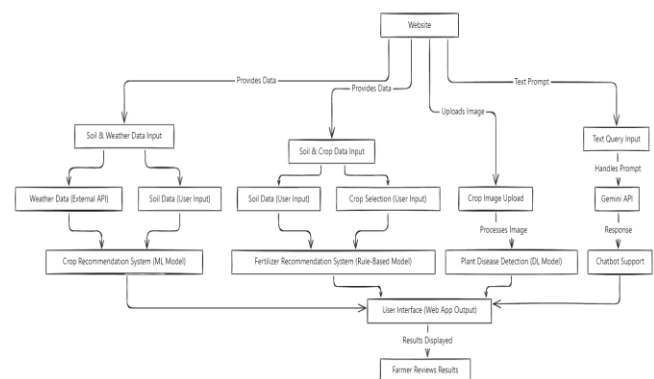 Website
Provides Data
Provides Data
Text Prompt
Uploads Image
Soil & Weather Data Input
Soil & Crop Data Input
Text Query Input
Handles Prompt
Weather Data (External API)
Soil Data (User Input)
Soil Data (User Input)
Crop Selection (User Input)
Crop Image Upload
Gemini API
Processes Image
Response
Crop Recommendation System (ML Model)
Fertilizer Recommendation System (Rule-Based Model)
Plant Disease Detection (DL Model)
Chatbot Support
User Interface (Web App Output)
Results Displayed
Farmer Reviews Results